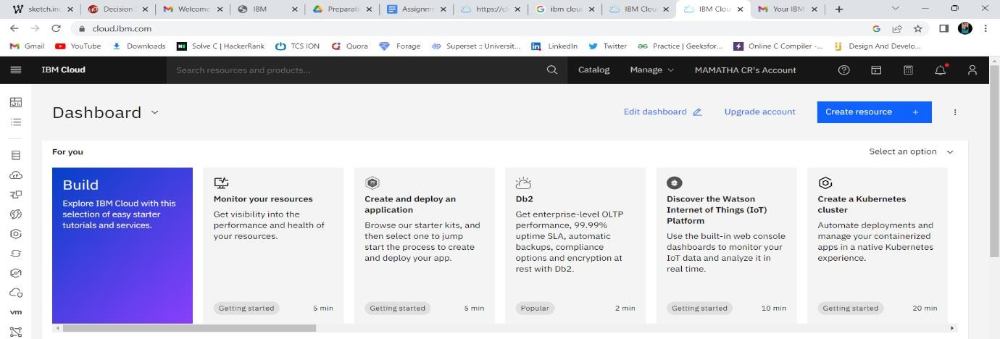 sketch.in
Decision
Welcome
IBM
Preparati
Assignme
https://cl
ibm clou
IBM Clou
IBM Clou
Your IBM
cloud.ibm.com
Gmail
YouTube
Downloads
Solve C | HackerRank
TCS ION
Quora
Forage
Superset :: Universit...
LinkedIn
Twitter
Practice | Geeksfor...
Online C Compiler -...
Design And Develo...
IBM Cloud
Search resources and products...
Catalog
Manage
MAMATHA CR's Account
Dashboard
Edit dashboard
Upgrade account
Create resource +
For you
Select an option
Build
Explore IBM Cloud with this
selection of easy starter
tutorials and services.
Monitor your resources
Get visibility into the
performance and health of
your resources.
Getting started
5 min
Create and deploy an
application
Browse our starter kits, and
then select one to jump
start the process to create
and deploy your app.
Getting started
5 min
Db2
Get enterprise-level OLTP
performance, 99.99%
uptime SLA, automatic
backups, compliance
options and encryption at
rest with Db2.
Popular
2 min
Discover the Watson
Internet of Things (IoT)
Platform
Use the built-in web console
dashboards to monitor your
IoT data and analyze it in
real time.
Getting started
10 min
Create a Kubernetes
cluster
Automate deployments and
manage your containerized
apps in a native Kubernetes
experience.
Getting started
20 min
vm